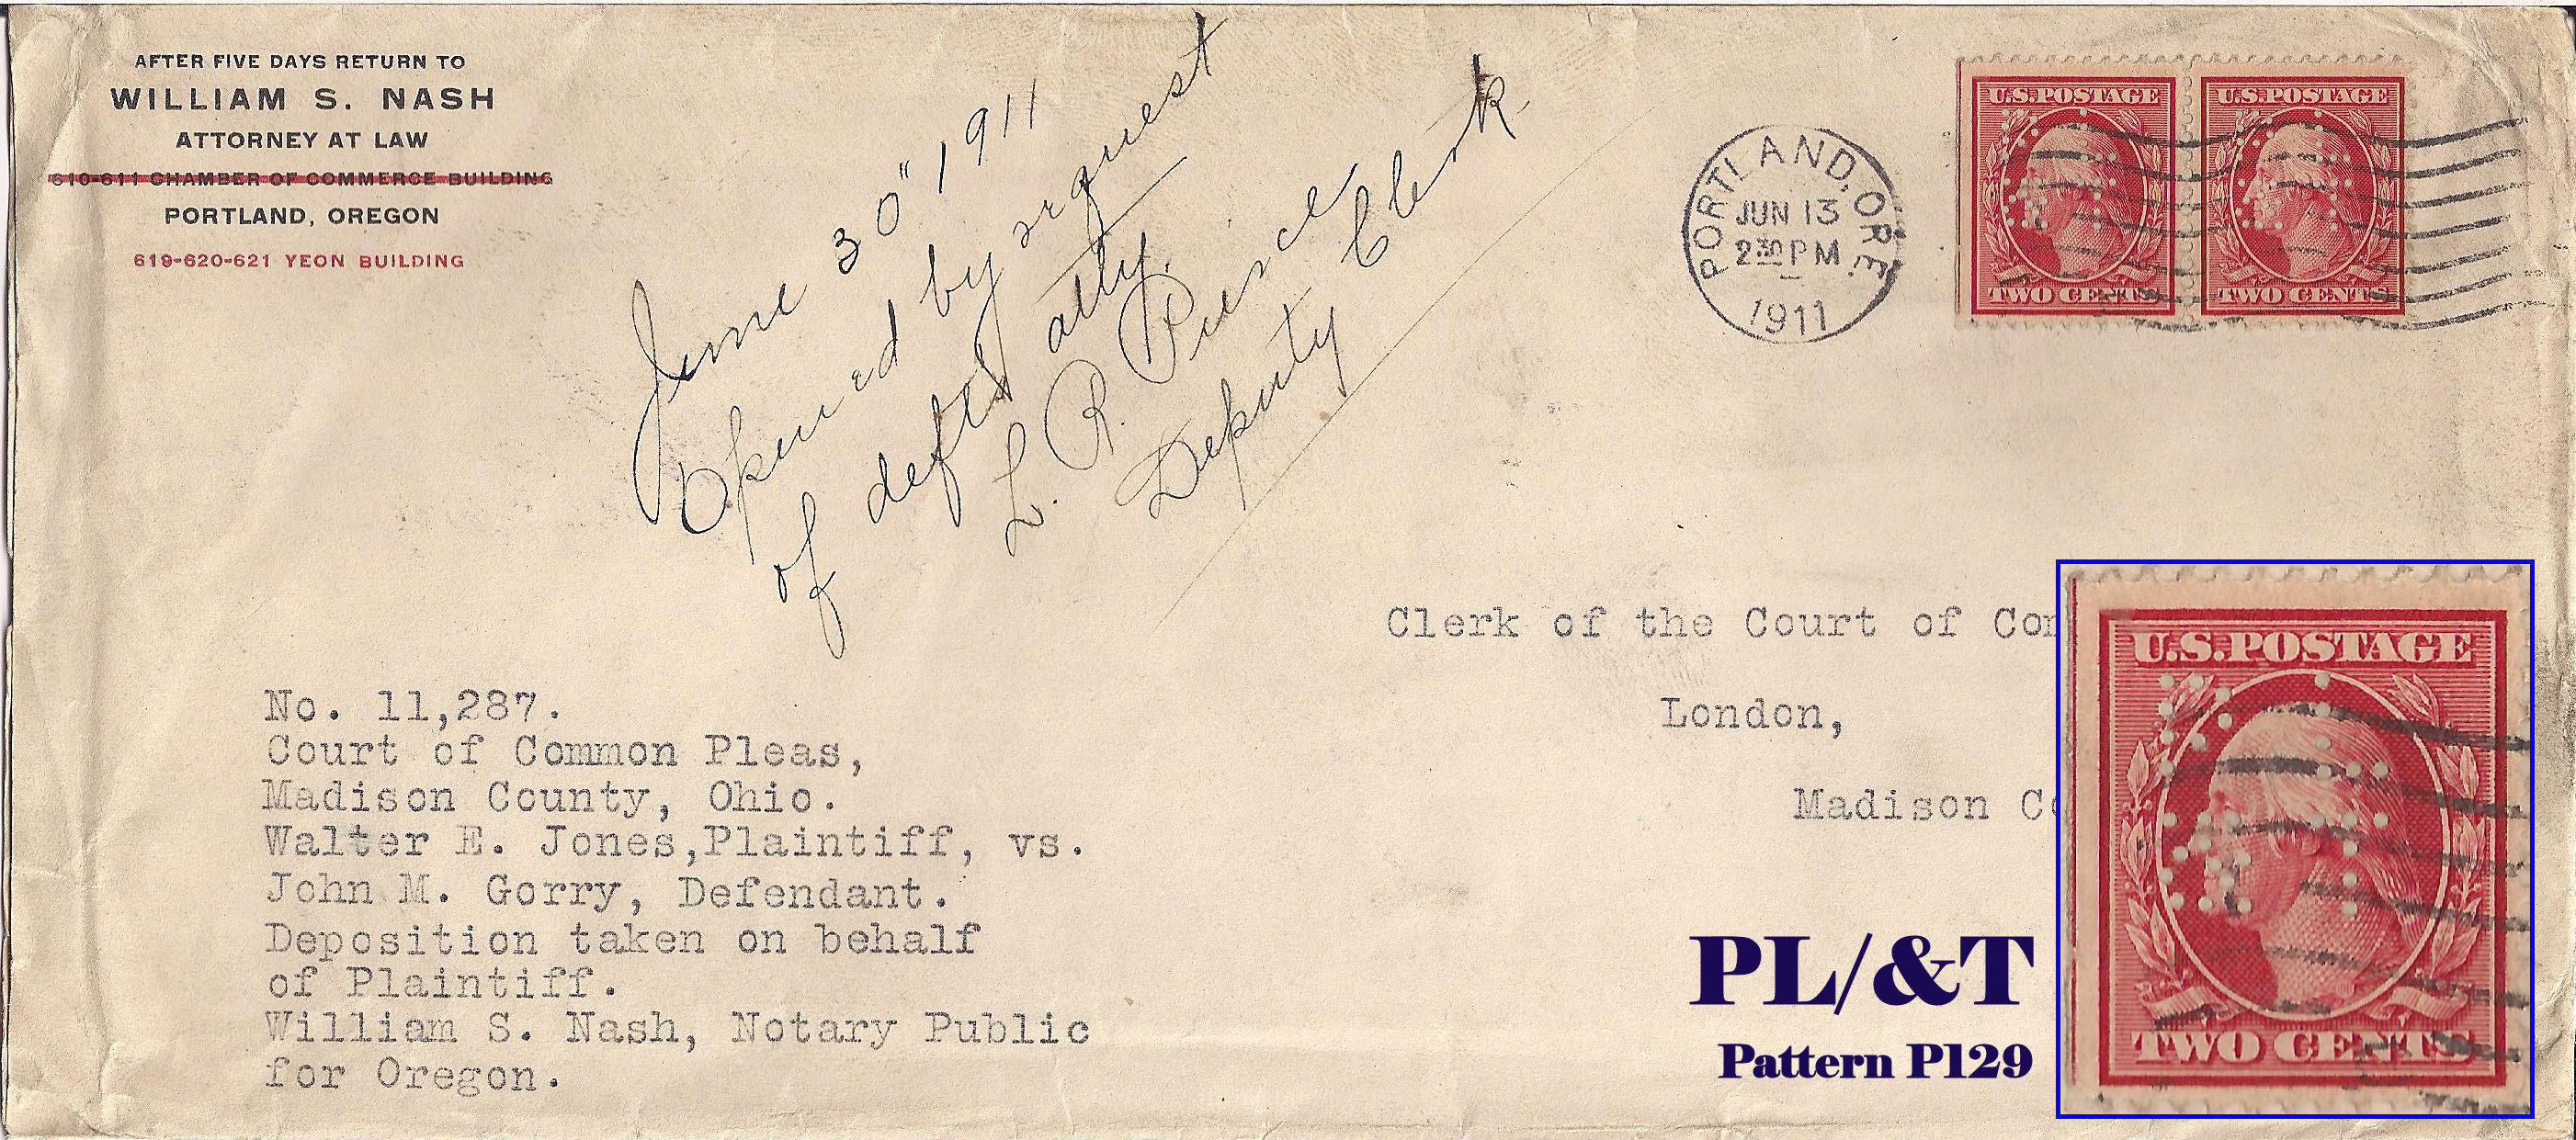 AFTER FIVE DAYS RETURN TO
WILLIAM S. NASH
ATTORNEY AT LAW
610-611 CHAMBER OF COMMERCE BUILDING
PORTLAND, OREGON
619-620-621 YEON BUILDING
June 30" 1911
Opened by request
of defts atty.
L. R. Pierce
Deputy Clerk
PORTLAND, ORE.
JUN 13
2 30 PM
1911
U.S. POSTAGE
TWO CENTS
U.S. POSTAGE
TWO CENTS
Clerk of the Court of Com
London,
Madison Co
No. 11,287.
Court of Common Pleas,
Madison County, Ohio.
Walter E. Jones,Plaintiff, vs.
John M. Gorry, Defendant.
Deposition taken on behalf
of Plaintiff.
William S. Nash, Notary Public
for Oregon.
PL/&T
Pattern P129
U.S. POSTAGE
PL
&T
TWO CENTS